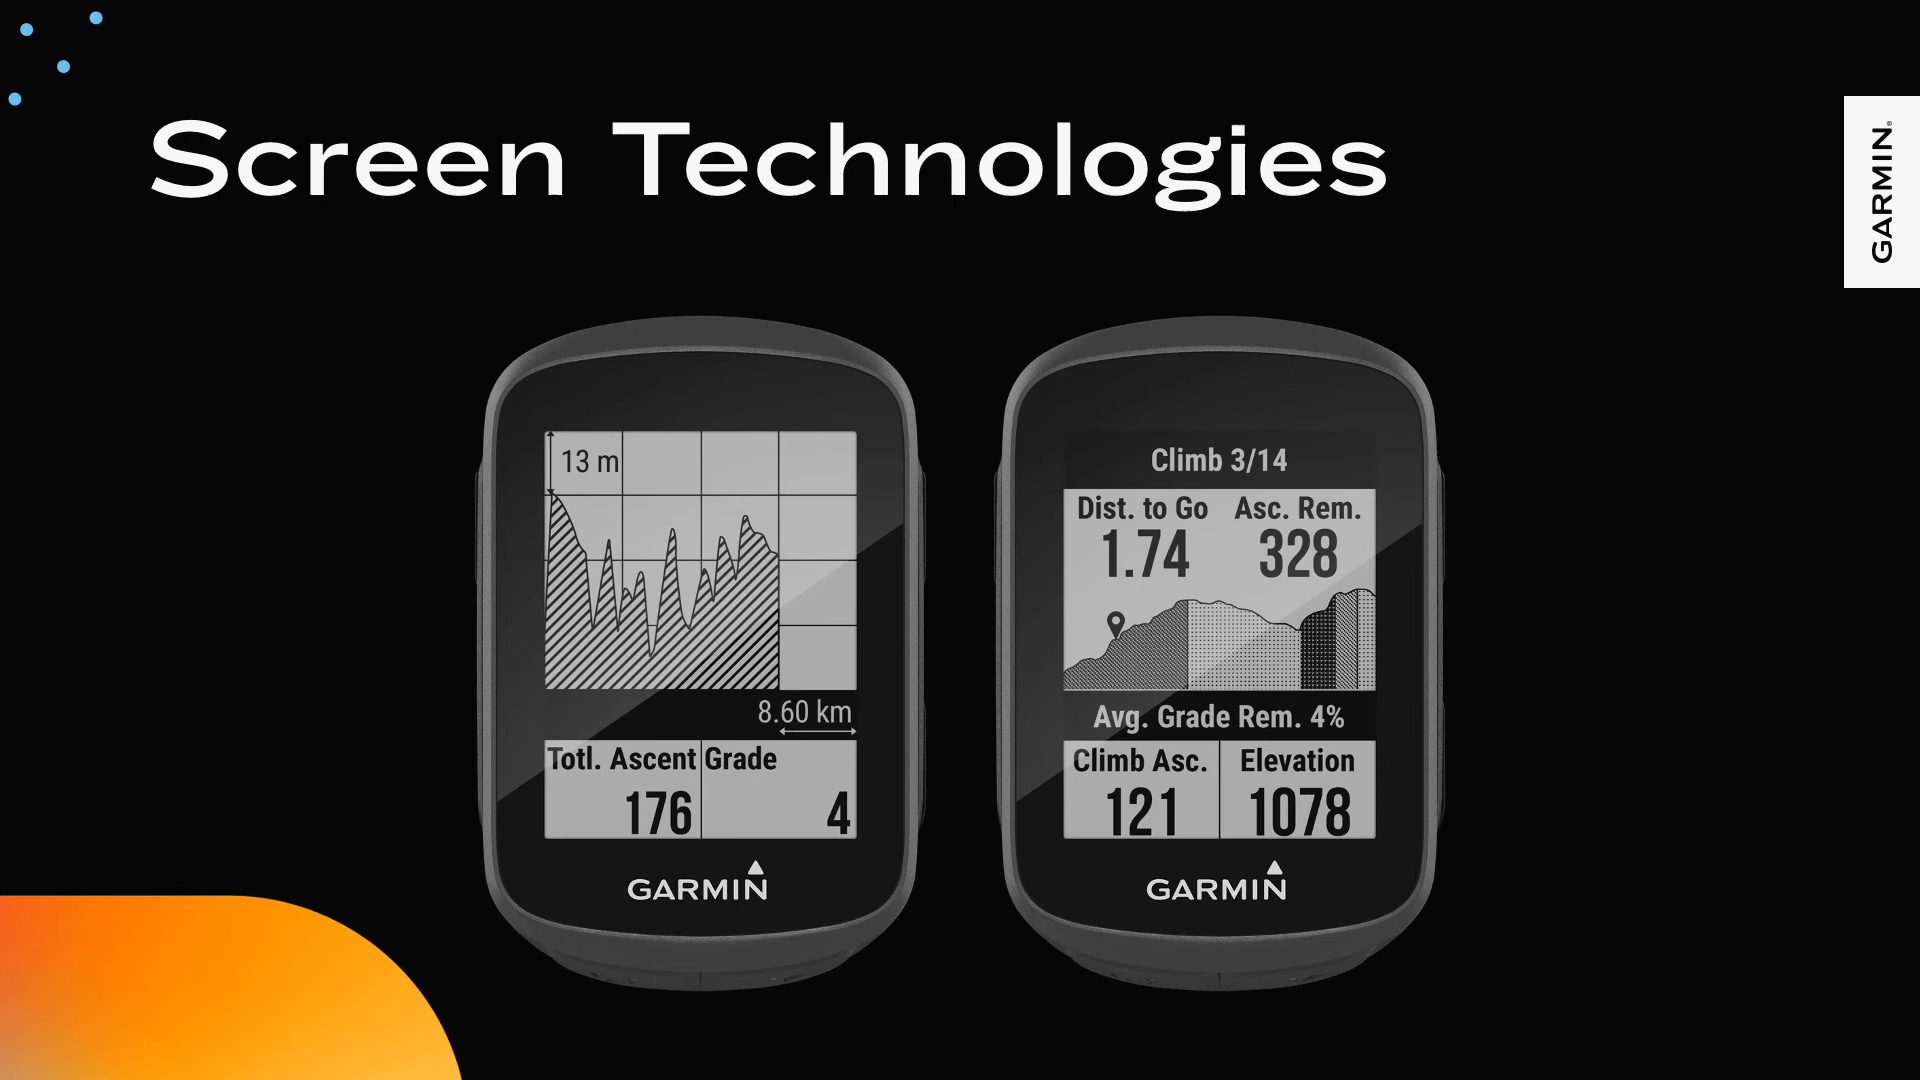 Screen Technologies
GARMIN®
13 m
8.60 km
Totl. Ascent
176
Grade
4
GARMIN
Climb 3/14
Dist. to Go
1.74
Asc. Rem.
328
Avg. Grade Rem. 4%
Climb Asc.
121
Elevation
1078
GARMIN